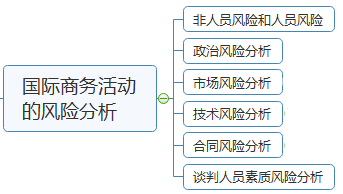 国际商务活动
的风险分析
非人员风险和人员风险
政治风险分析
市场风险分析
技术风险分析
合同风险分析
谈判人员素质风险分析